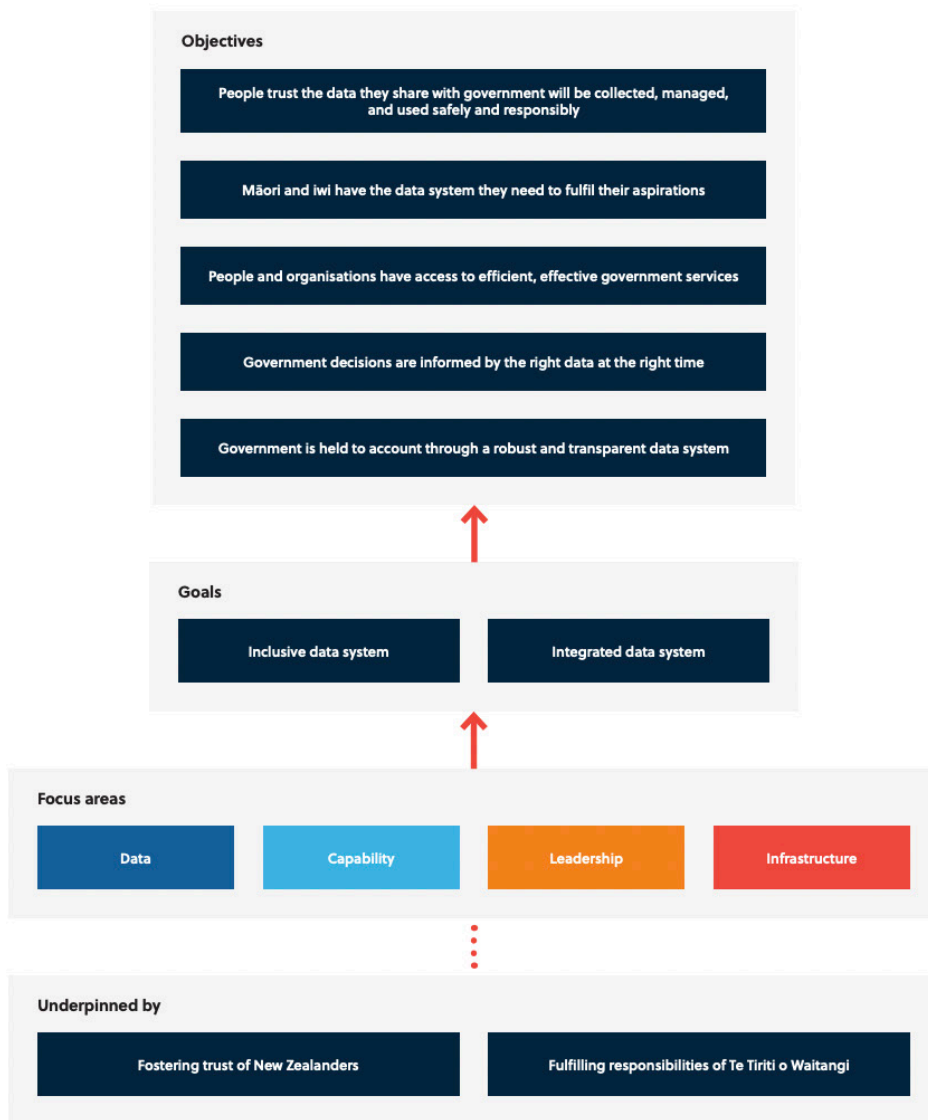 Objectives
People trust the data they share with government will be collected, managed,
and used safely and responsibly
Māori and iwi have the data system they need to fulfil their aspirations
People and organisations have access to efficient, effective government services
Government decisions are informed by the right data at the right time
Government is held to account through a robust and transparent data system
Goals
Inclusive data system
Integrated data system
Focus areas
Data
Capability
Leadership
Infrastructure
Underpinned by
Fostering trust of New Zealanders
Fulfilling responsibilities of Te Tiriti o Waitangi